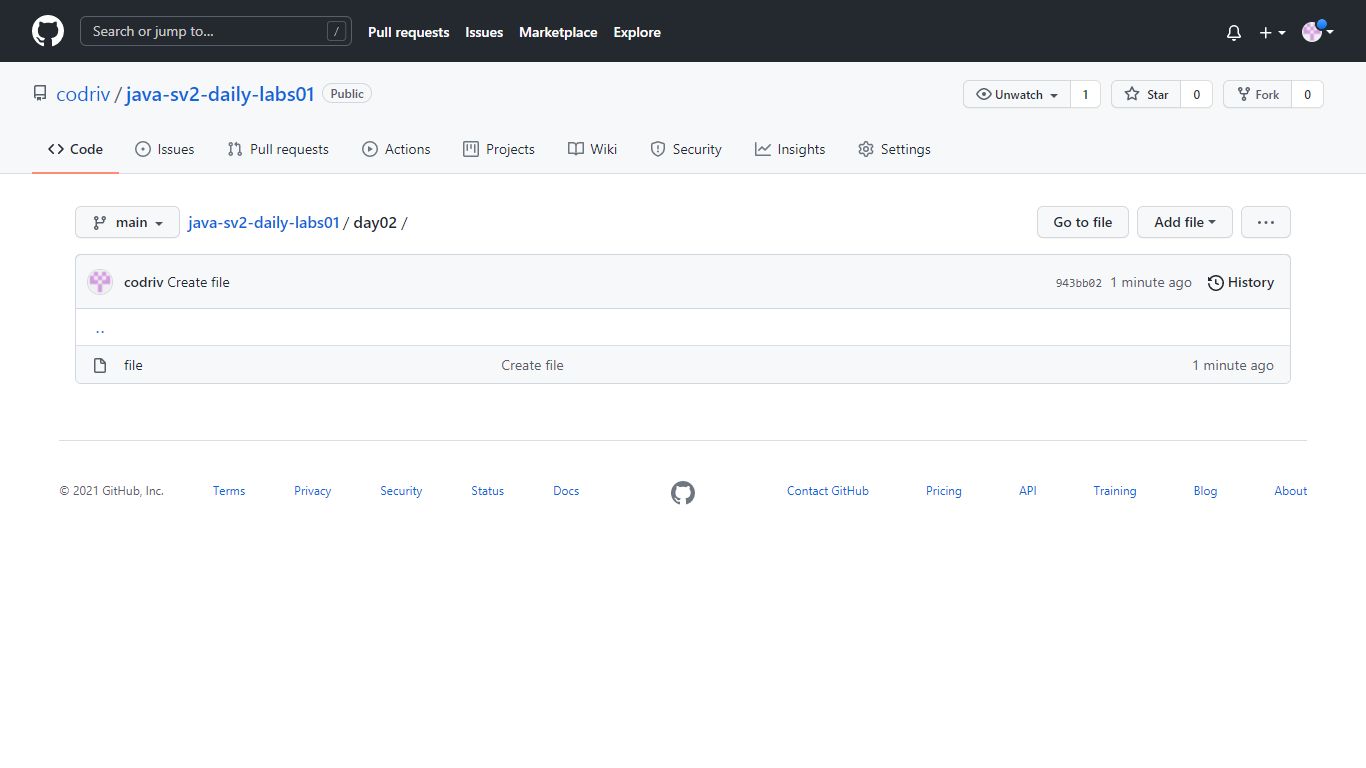 Search or jump to... /
Pull requests Issues Marketplace Explore
codriv / java-sv2-daily-labs01 Public
Unwatch 1 Star 0 Fork 0
Code Issues Pull requests Actions Projects Wiki Security Insights Settings
main java-sv2-daily-labs01 / day02 /
Go to file Add file ...
codriv Create file 943bb02 1 minute ago History
..
file Create file 1 minute ago
© 2021 GitHub, Inc. Terms Privacy Security Status Docs Contact GitHub Pricing API Training Blog About